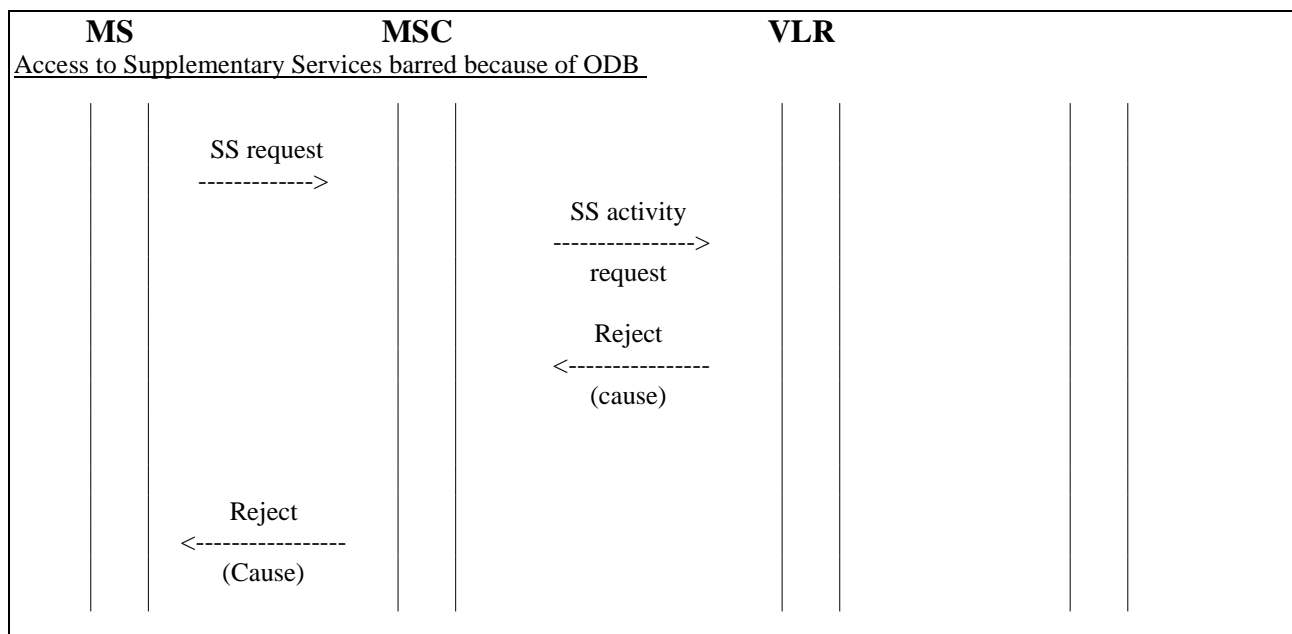 MS MSC VLR
Access to Supplementary Services barred because of ODB
SS request
------------->
SS activity
---------------->
request
Reject
<----------------
(cause)
Reject
<-----------------
(Cause)